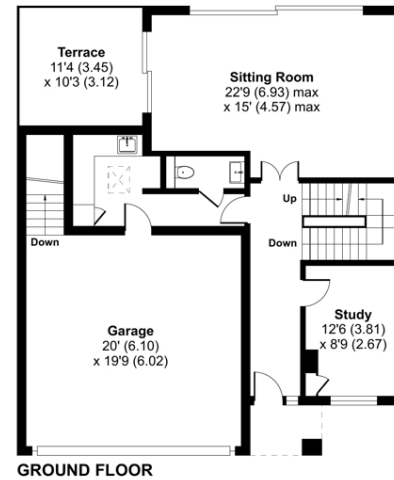 Terrace
11'4 (3.45)
x 10'3 (3.12)
Sitting Room
22'9 (6.93) max
x 15' (4.57) max
Up
Down
Down
Garage
20' (6.10)
x 19'9 (6.02)
Study
12'6 (3.81)
x 8'9 (2.67)
GROUND FLOOR